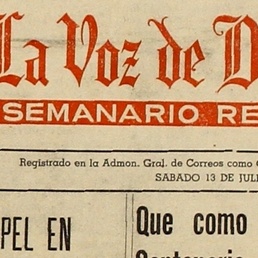 La Voz de D
SEMANARIO RE
Registrado en la Admon. Gral. de Correos como
SABADO 13 DE JUL
PEL EN
Que como
Centenario